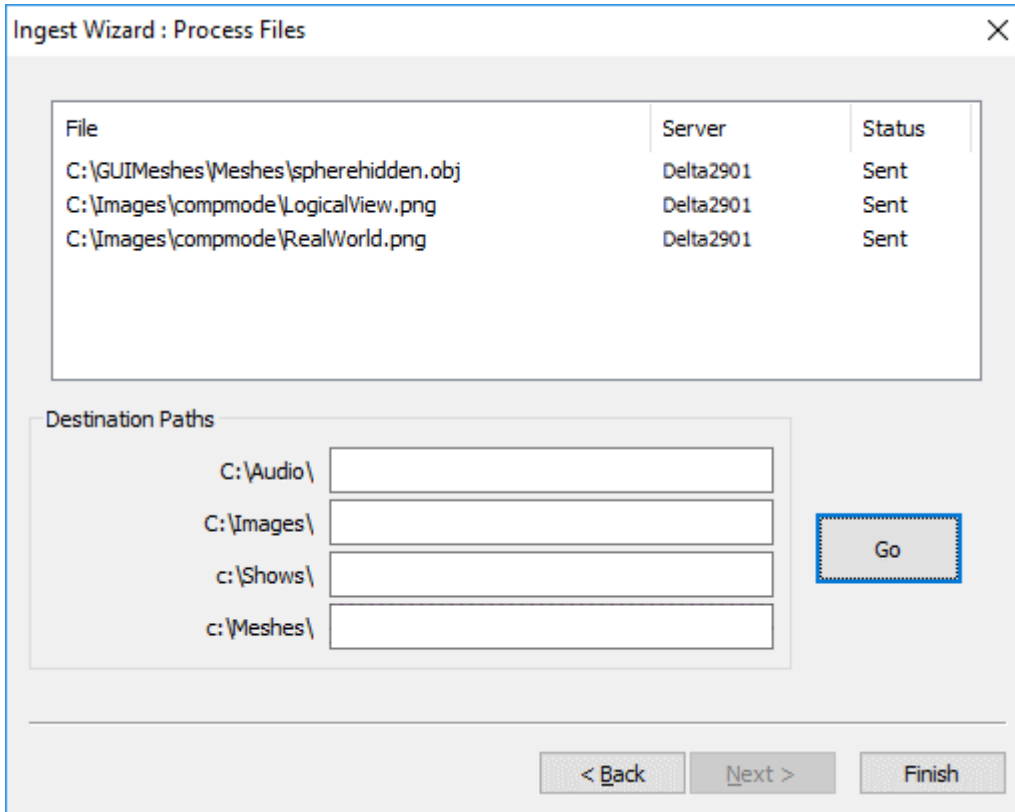 Ingest Wizard : Process Files
File Server Status
C:\GUIMeshes\Meshes\spherehidden.obj Delta2901 Sent
C:\Images\compmode\LogicalView.png Delta2901 Sent
C:\Images\compmode\RealWorld.png Delta2901 Sent
Destination Paths
C:\Audio\
C:\Images\
c:\Shows\
c:\Meshes\
Go
< Back Next > Finish